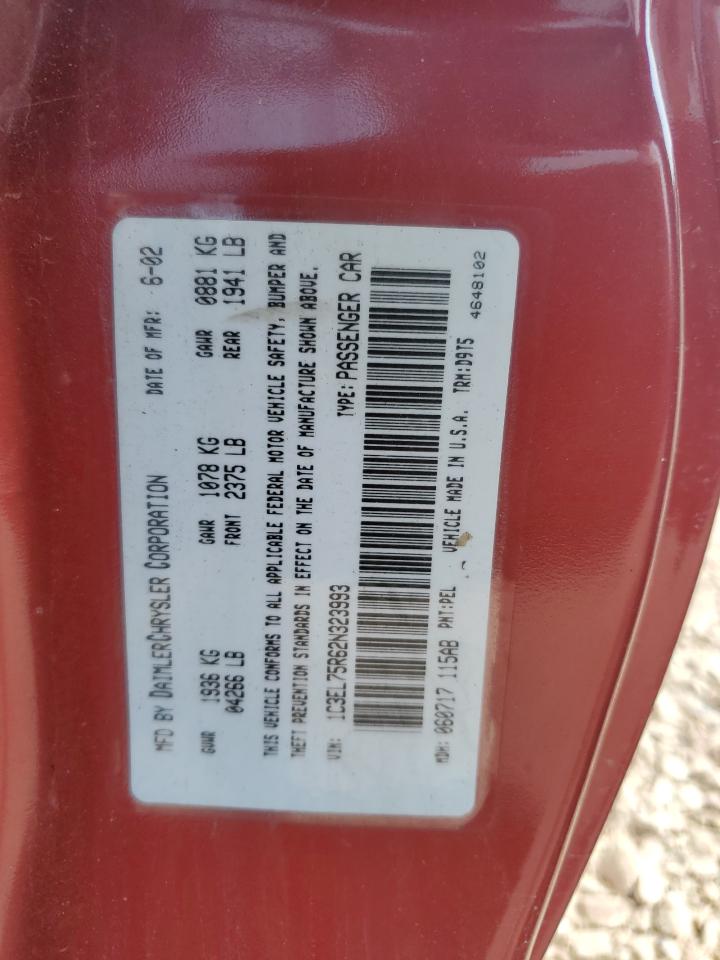 MFD BY DAIMLERCHRYSLER CORPORATION DATE OF MFR: 6-02
GVWR 1936 KG GAWR 1078 KG GAWR 0881 KG
04266 LB FRONT 2375 LB REAR 1941 LB
THIS VEHICLE CONFORMS TO ALL APPLICABLE FEDERAL MOTOR VEHICLE SAFETY, BUMPER AND
THEFT PREVENTION STANDARDS IN EFFECT ON THE DATE OF MANUFACTURE SHOWN ABOVE.
VIN: 1C3EL75R62N323993 TYPE: PASSENGER CAR
MDH: 060717 115AB PNT:PEL VEHICLE MADE IN U.S.A. TRM:D9T5
4648102